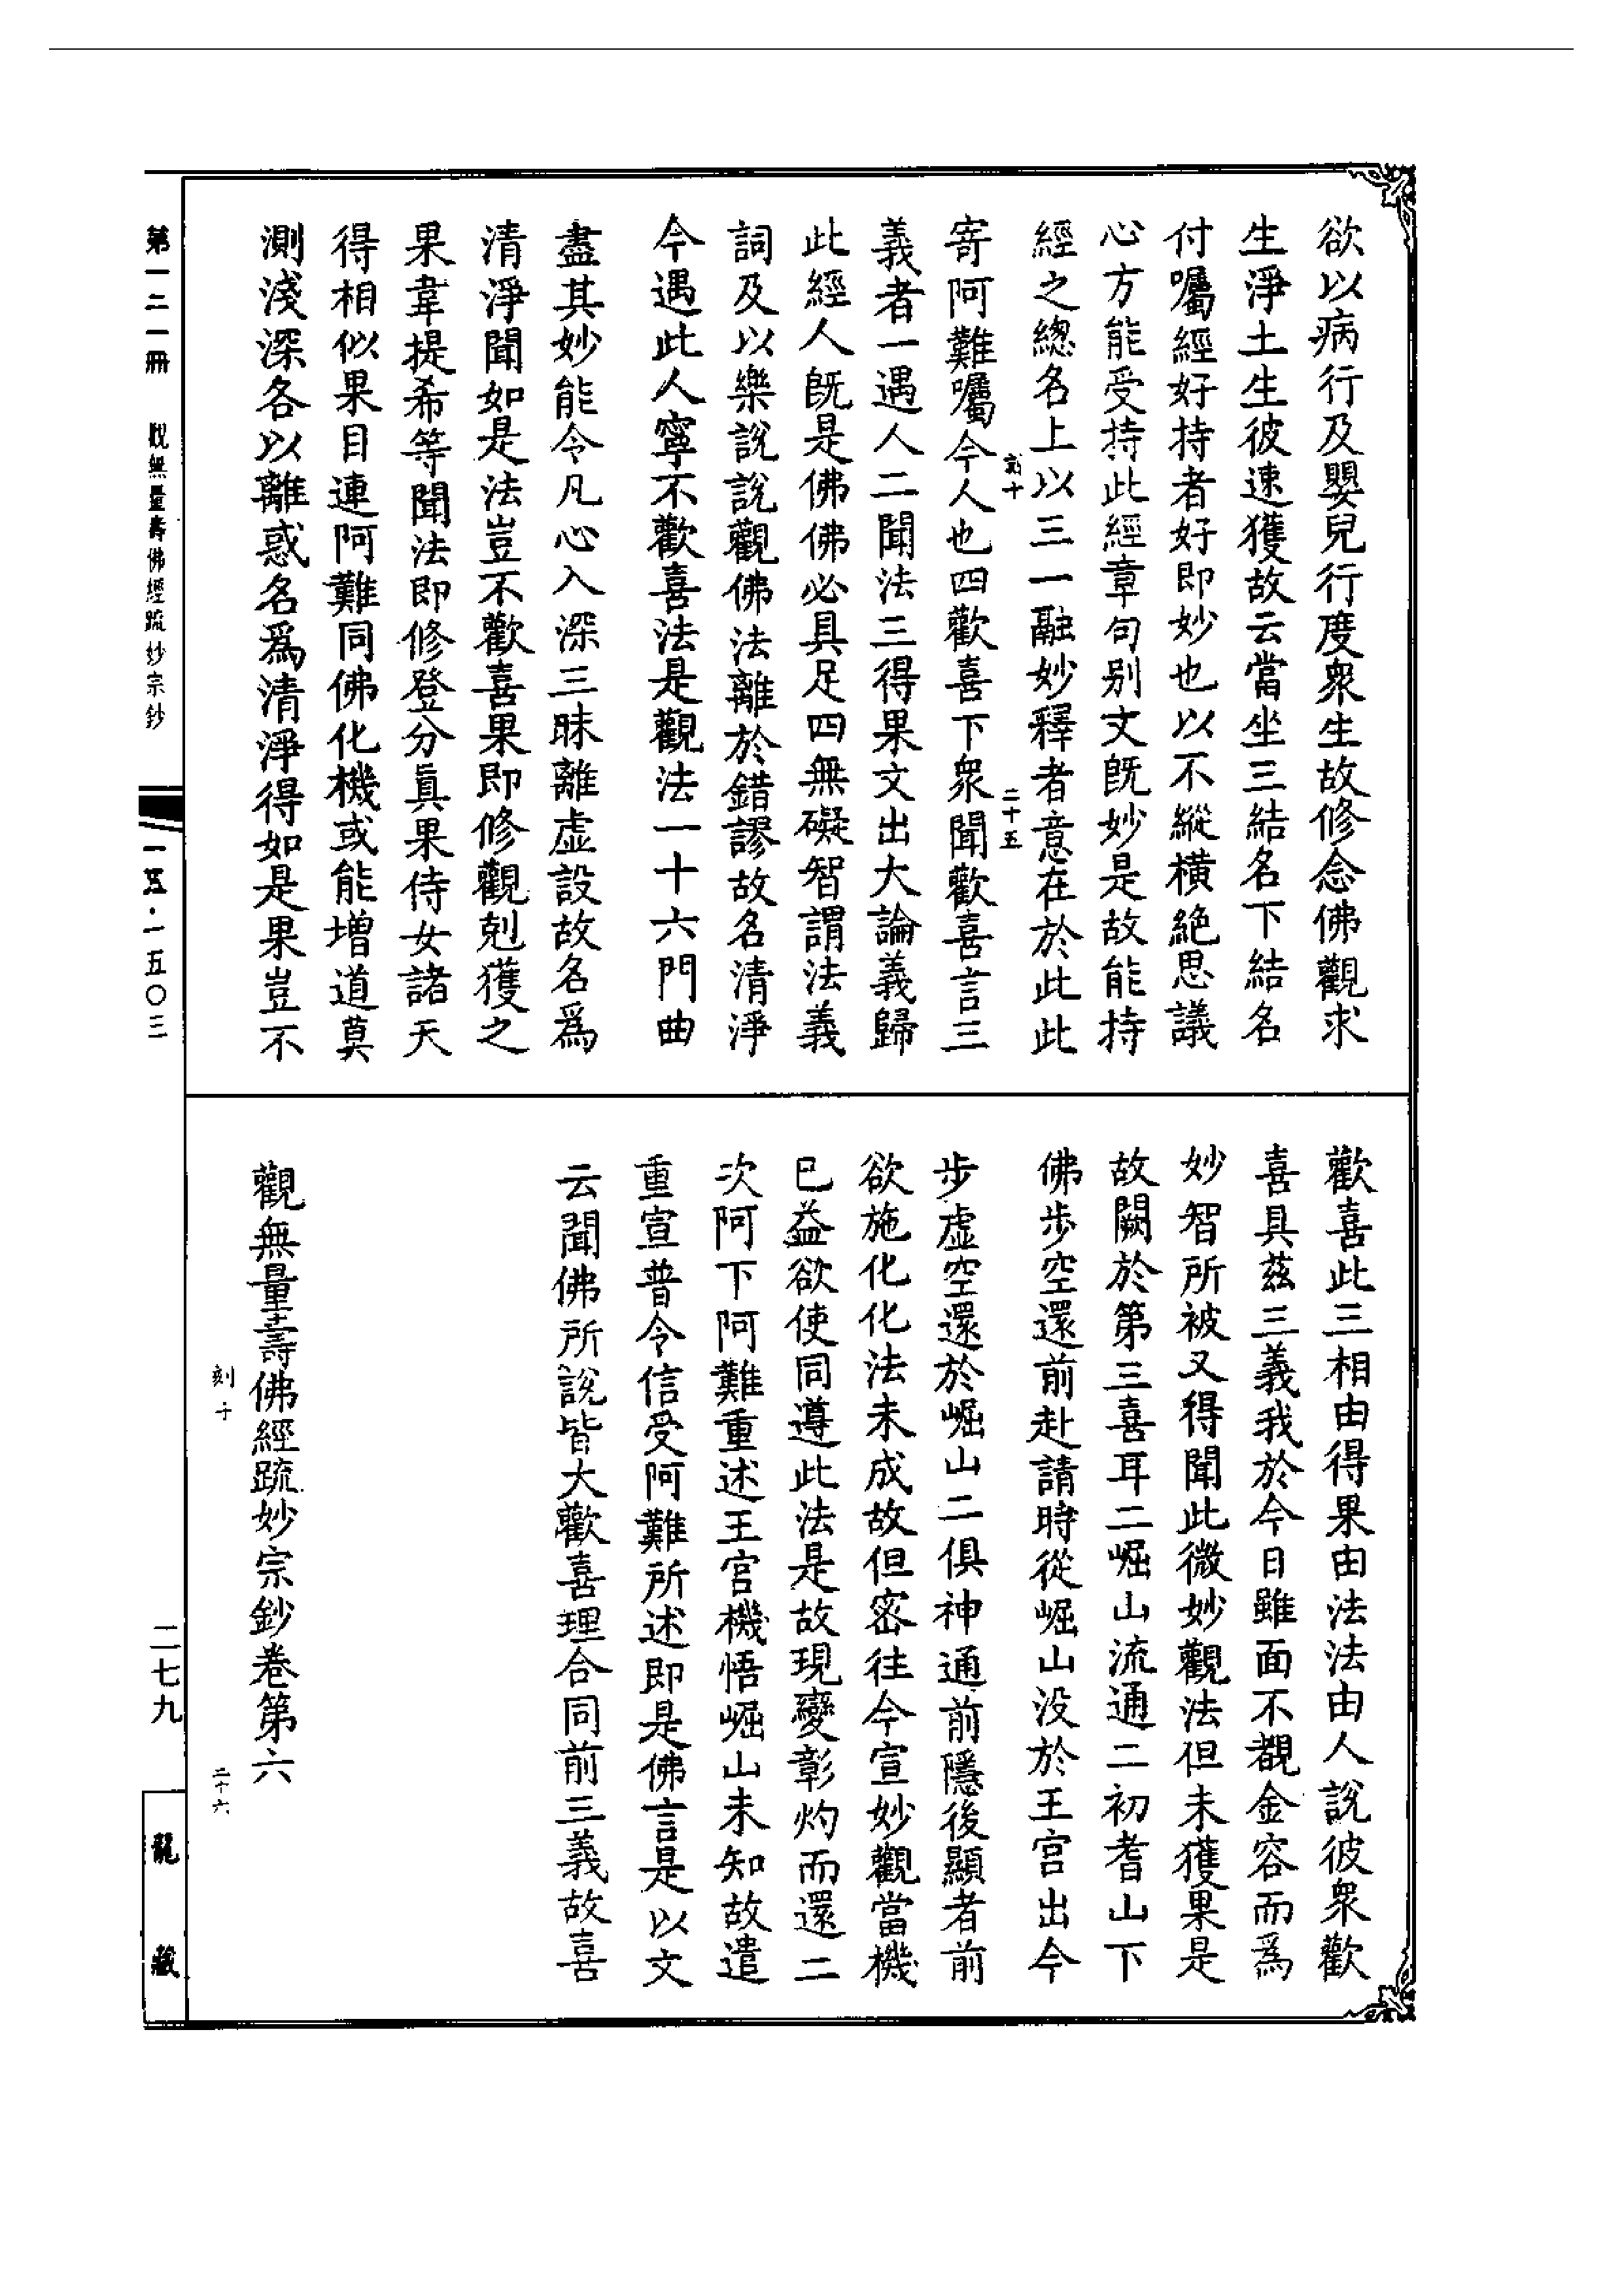 欲以病行及嬰兒行度衆生故修念佛觀求
生淨土生彼速獲故云當坐三結名下結名
付囑經好持者好即妙也以不縱橫絶思議
心方能受持此經章句别文既妙是故能持
經之總名上以三一融妙釋者意在於此此
刻十
二十五
寄阿難囑今人也四歡喜下衆聞歡喜言三
義者一遇人二聞法三得果文出大論義歸
此經人既是佛佛必具足四無礙智謂法義
詞及以樂說說觀佛法離於錯謬故名清淨
今遇此人寧不歡喜法是觀法一十六門曲
盡其妙能令凡心入深三昧離虛設故名爲
清淨聞如是法豈不歡喜果即修觀剋獲之
果韋提希等聞法即修登分真果侍女諸天
得相似果目連阿難同佛化機或能增道莫
測淺深各以離惑名爲清淨得如是果豈不
歡喜此三相由得果由法法由人說彼衆歡
喜具茲三義我於今日雖面不覩金容而爲
妙智所被又得聞此微妙觀法但未獲果是
故闕於第三喜耳二崛山流通二初耆山下
佛步空還前赴請時從崛山没於王宮出今
步虛空還於崛山二俱神通前隱後顯者前
欲施化化法未成故但密往今宣妙觀當機
已益欲使同遵此法是故現變彰灼而還二
次阿下阿難重述王宮機悟崛山未知故遣
重宣普令信受阿難所述即是佛言是以文
云聞佛所說皆大歡喜理合同前三義故喜
觀無量壽佛經疏妙宗鈔卷第六
刻十
二十六
第一二一冊
觀無量壽佛經疏妙宗鈔
一五·一五〇三
二七九
龍藏